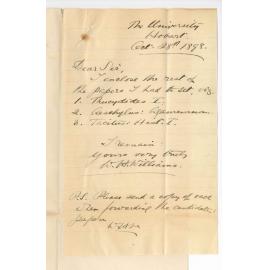 The University
Hobart
Oct. 28th 1898.
Dear Sir,
I enclose the rest of
the papers I had to set, viz
1. Thucydides I.
2. Aeschylus: Agamemnon.
3. Tacitus: Hist. I.
I remain
Yours very truly
W. H. Williams.
P.S. Please send a copy of each
when forwarding the candidates'
papers